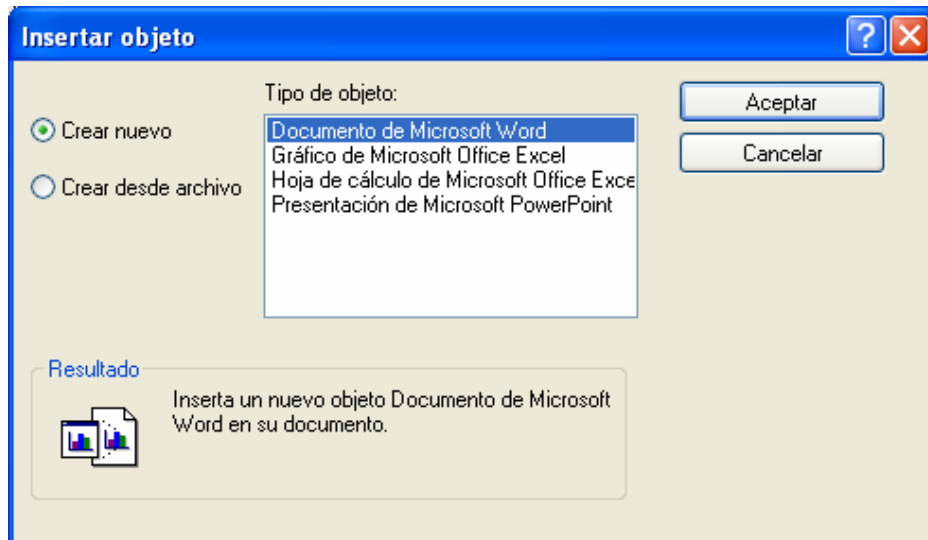 Insertar objeto
Tipo de objeto:
Crear nuevo
Crear desde archivo
Documento de Microsoft Word
Gráfico de Microsoft Office Excel
Hoja de cálculo de Microsoft Office Exce
Presentación de Microsoft PowerPoint
Aceptar
Cancelar
Resultado
Inserta un nuevo objeto Documento de Microsoft
Word en su documento.